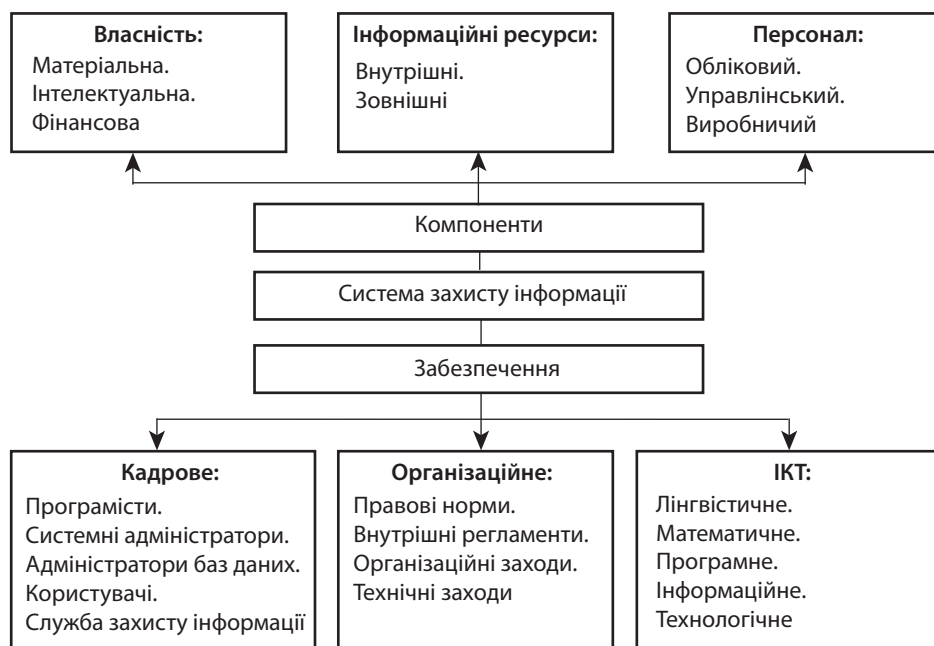 Власність:
Матеріальна.
Інтелектуальна.
Фінансова
Інформаційні ресурси:
Внутрішні.
Зовнішні
Персонал:
Обліковий.
Управлінський.
Виробничий
Компоненти
Система захисту інформації
Забезпечення
Кадрове:
Програмісти.
Системні адміністратори.
Адміністратори баз даних.
Користувачі.
Служба захисту інформації
Організаційне:
Правові норми.
Внутрішні регламенти.
Організаційні заходи.
Технічні заходи
ІКТ:
Лінгвістичне.
Математичне.
Програмне.
Інформаційне.
Технологічне